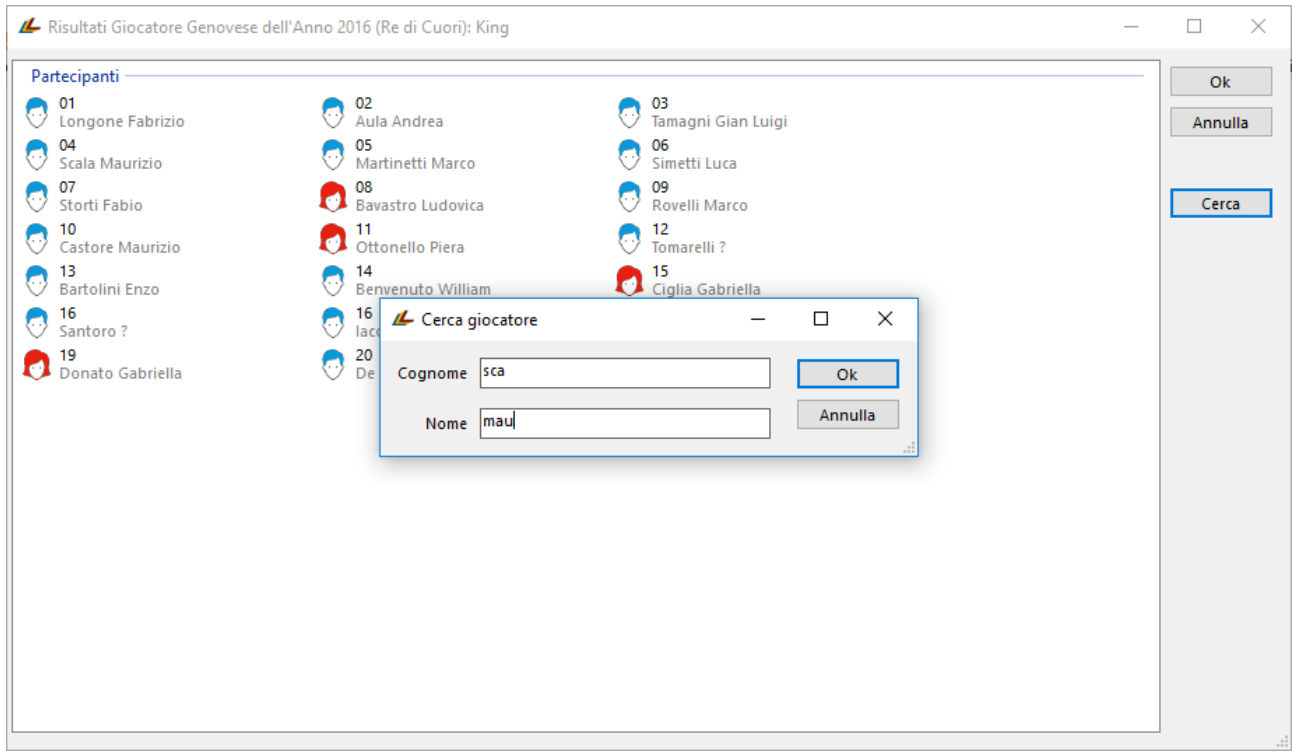 Risultati Giocatore Genovese dell'Anno 2016 (Re di Cuori): King
Partecipanti
01
Longone Fabrizio
02
Aula Andrea
03
Tamagni Gian Luigi
04
Scala Maurizio
05
Martinetti Marco
06
Simetti Luca
07
Storti Fabio
08
Bavastro Ludovica
09
Rovelli Marco
10
Castore Maurizio
11
Ottonello Piera
12
Tomarelli ?
13
Bartolini Enzo
14
Benvenuto William
15
Ciglia Gabriella
16
Santoro ?
16
19
Donato Gabriella
20
De
Ok
Annulla
Cerca
Cerca giocatore
Cognome
sca
Nome
mau
Ok
Annulla